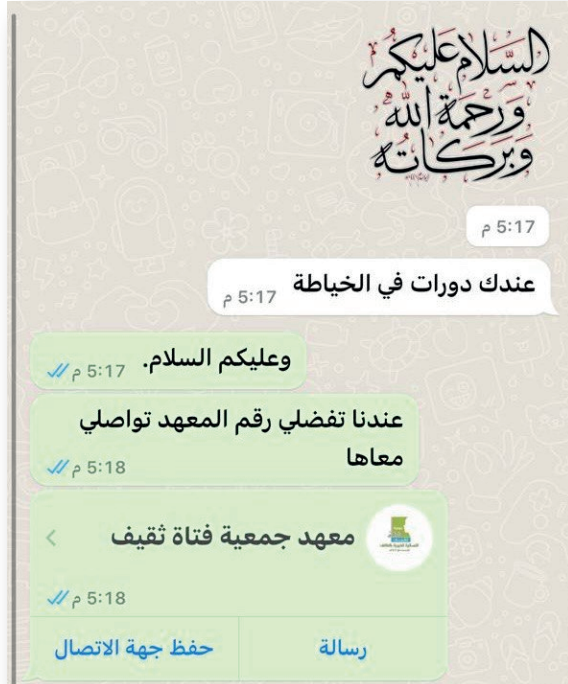 السلام عليكم
ورحمة الله
وبركاته
5:17 م
عندك دورات في الخياطة 5:17 م
وعليكم السلام. 5:17 م
عندنا تفضلي رقم المعهد تواصلي
معاها
5:18 م
معهد جمعية فتاة ثقيف
5:18 م
رسالة
حفظ جهة الاتصال